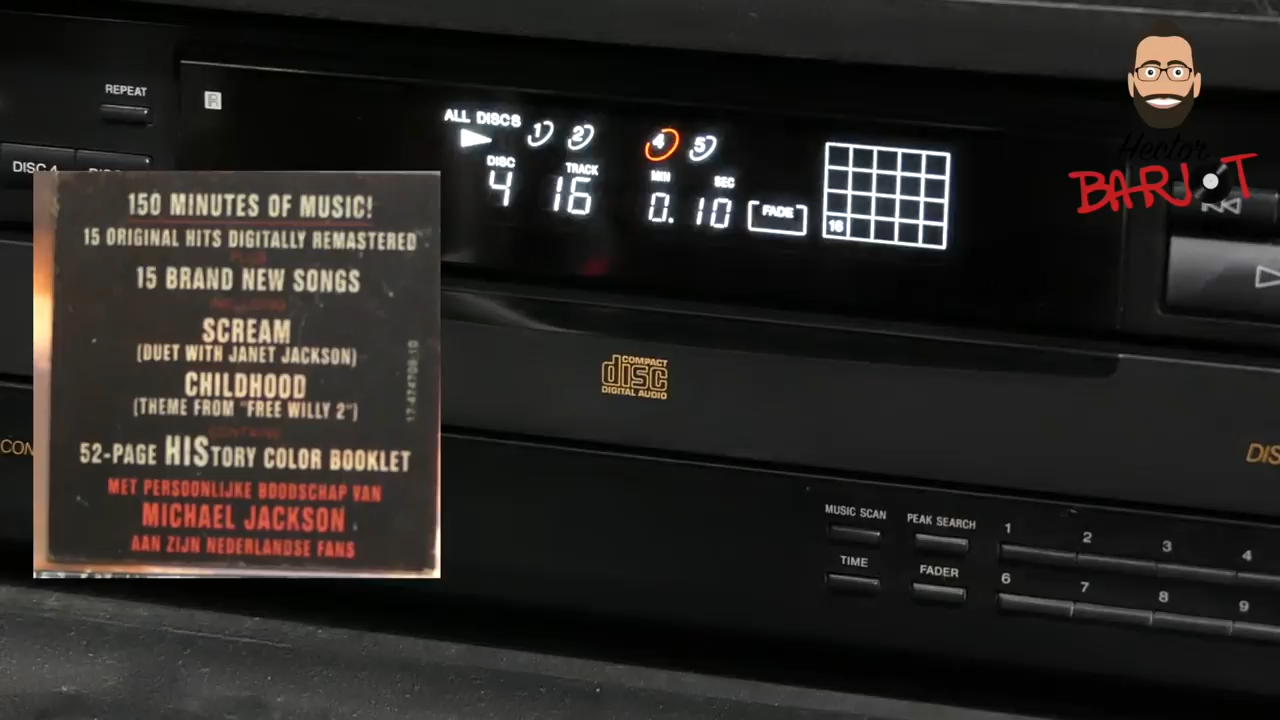 REPEAT
R
ALL DISCS
1 2 4 5
DISC TRACK MIN SEC
4 16 0. 10
FADE
16
Hector
BARJOT
DISC 4
150 MINUTES OF MUSIC!
15 ORIGINAL HITS DIGITALLY REMASTERED
PLUS
15 BRAND NEW SONGS
INCLUDING
SCREAM
(DUET WITH JANET JACKSON)
CHILDHOOD
(THEME FROM "FREE WILLY 2")
CONTAINS
52-PAGE HISTORY COLOR BOOKLET
MET PERSOONLIJKE BOODSCHAP VAN
MICHAEL JACKSON
AAN ZIJN NEDERLANDSE FANS
COMPACT
disc
DIGITAL AUDIO
MUSIC SCAN
PEAK SEARCH
TIME
FADER
1 2 3 4
6 7 8 9